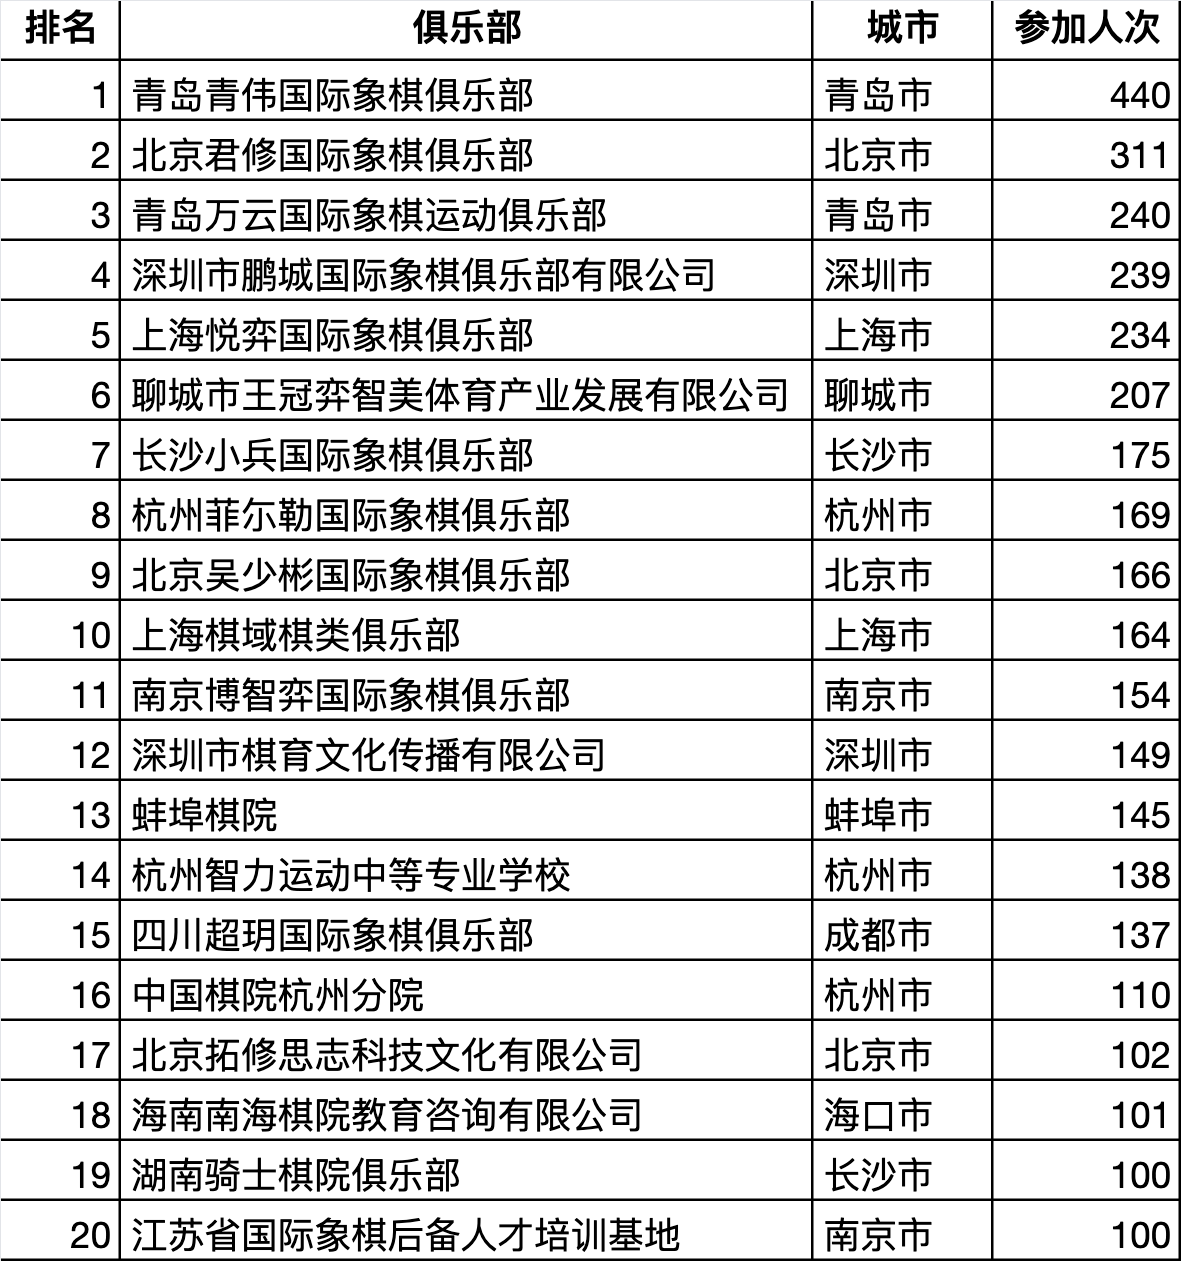 排名 俱乐部 城市 参加人次
1 青岛青伟国际象棋俱乐部 青岛市 440
2 北京君修国际象棋俱乐部 北京市 311
3 青岛万云国际象棋运动俱乐部 青岛市 240
4 深圳市鹏城国际象棋俱乐部有限公司 深圳市 239
5 上海悦弈国际象棋俱乐部 上海市 234
6 聊城市王冠弈智美体育产业发展有限公司 聊城市 207
7 长沙小兵国际象棋俱乐部 长沙市 175
8 杭州菲尔勒国际象棋俱乐部 杭州市 169
9 北京吴少彬国际象棋俱乐部 北京市 166
10 上海棋域棋类俱乐部 上海市 164
11 南京博智弈国际象棋俱乐部 南京市 154
12 深圳市棋育文化传播有限公司 深圳市 149
13 蚌埠棋院 蚌埠市 145
14 杭州智力运动中等专业学校 杭州市 138
15 四川超玥国际象棋俱乐部 成都市 137
16 中国棋院杭州分院 杭州市 110
17 北京拓修思志科技文化有限公司 北京市 102
18 海南南海棋院教育咨询有限公司 海口市 101
19 湖南骑士棋院俱乐部 长沙市 100
20 江苏省国际象棋后备人才培训基地 南京市 100